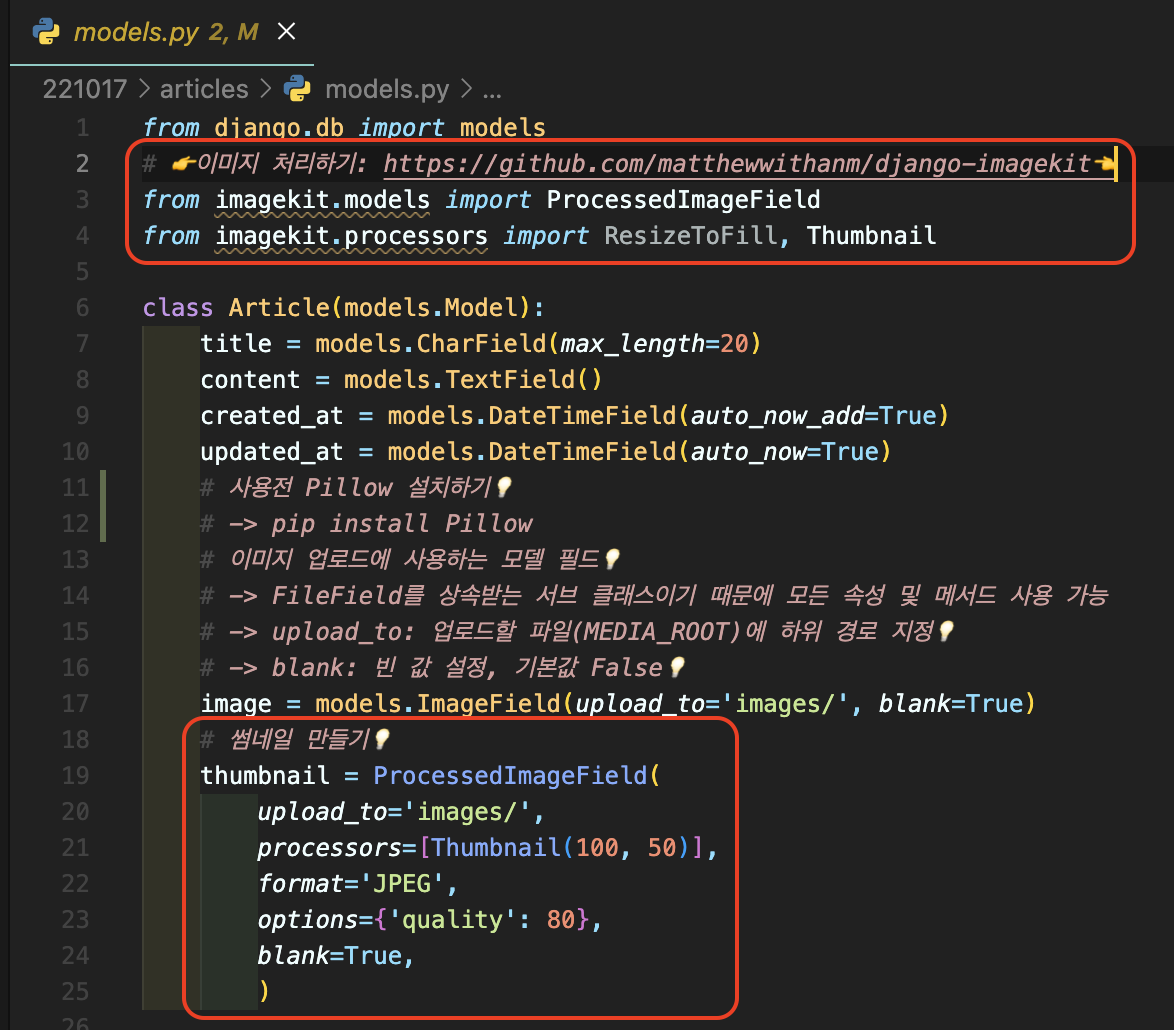 models.py 2, M
221017 > articles > models.py > ...
1 from django.db import models
2 # 👉이미지 처리하기: https://github.com/matthewwithanm/django-imagekit👈
3 from imagekit.models import ProcessedImageField
4 from imagekit.processors import ResizeToFill, Thumbnail
5
6 class Article(models.Model):
7 title = models.CharField(max_length=20)
8 content = models.TextField()
9 created_at = models.DateTimeField(auto_now_add=True)
10 updated_at = models.DateTimeField(auto_now=True)
11 # 사용전 Pillow 설치하기💡
12 # -> pip install Pillow
13 # 이미지 업로드에 사용하는 모델 필드💡
14 # -> FileField를 상속받는 서브 클래스이기 때문에 모든 속성 및 메서드 사용 가능
15 # -> upload_to: 업로드할 파일(MEDIA_ROOT)에 하위 경로 지정💡
16 # -> blank: 빈 값 설정, 기본값 False💡
17 image = models.ImageField(upload_to='images/', blank=True)
18 # 썸네일 만들기💡
19 thumbnail = ProcessedImageField(
20 upload_to='images/',
21 processors=[Thumbnail(100, 50)],
22 format='JPEG',
23 options={'quality': 80},
24 blank=True,
25 )
26